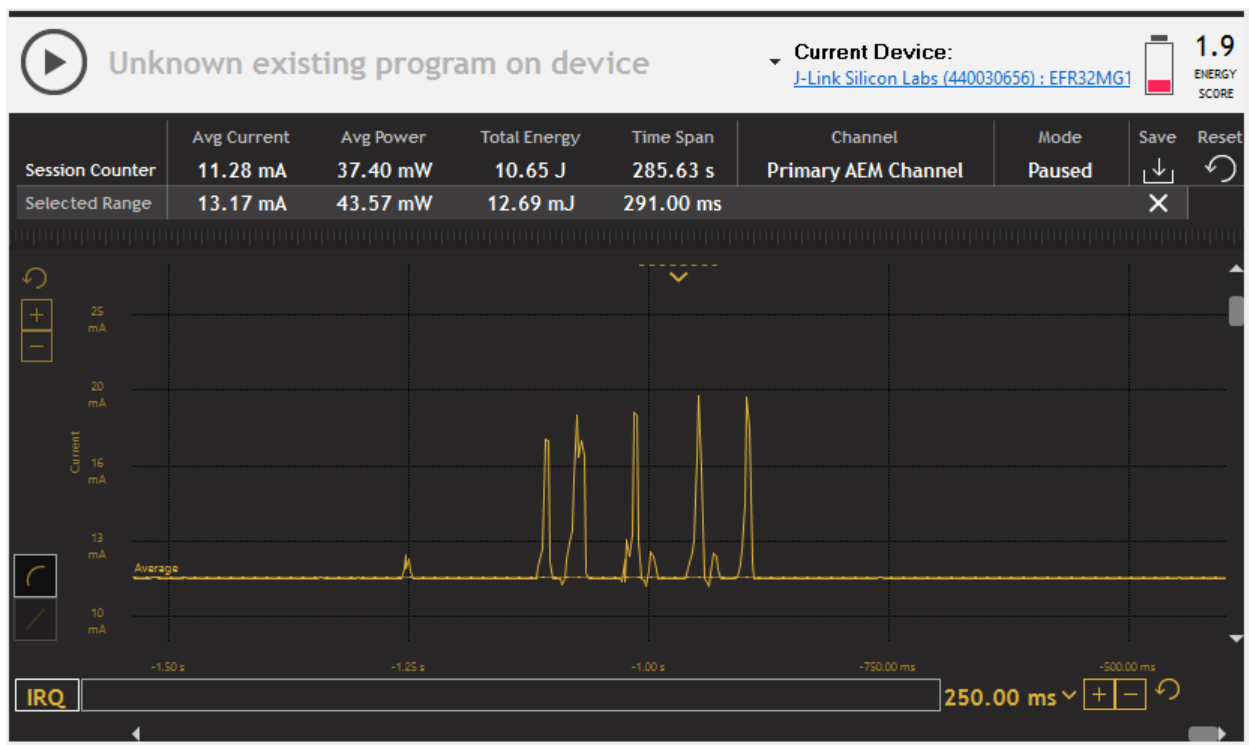 Unknown existing program on device
Current Device:
J-Link Silicon Labs (440030656) : EFR32MG1
1.9
ENERGY
SCORE
Avg Current Avg Power Total Energy Time Span Channel Mode Save Reset
Session Counter 11.28 mA 37.40 mW 10.65 J 285.63 s Primary AEM Channel Paused
Selected Range 13.17 mA 43.57 mW 12.69 mJ 291.00 ms
25
mA
20
mA
Current
16
mA
13
mA
Average
10
mA
-1.50 s -1.25 s -1.00 s -750.00 ms -500.00 ms
IRQ 250.00 ms